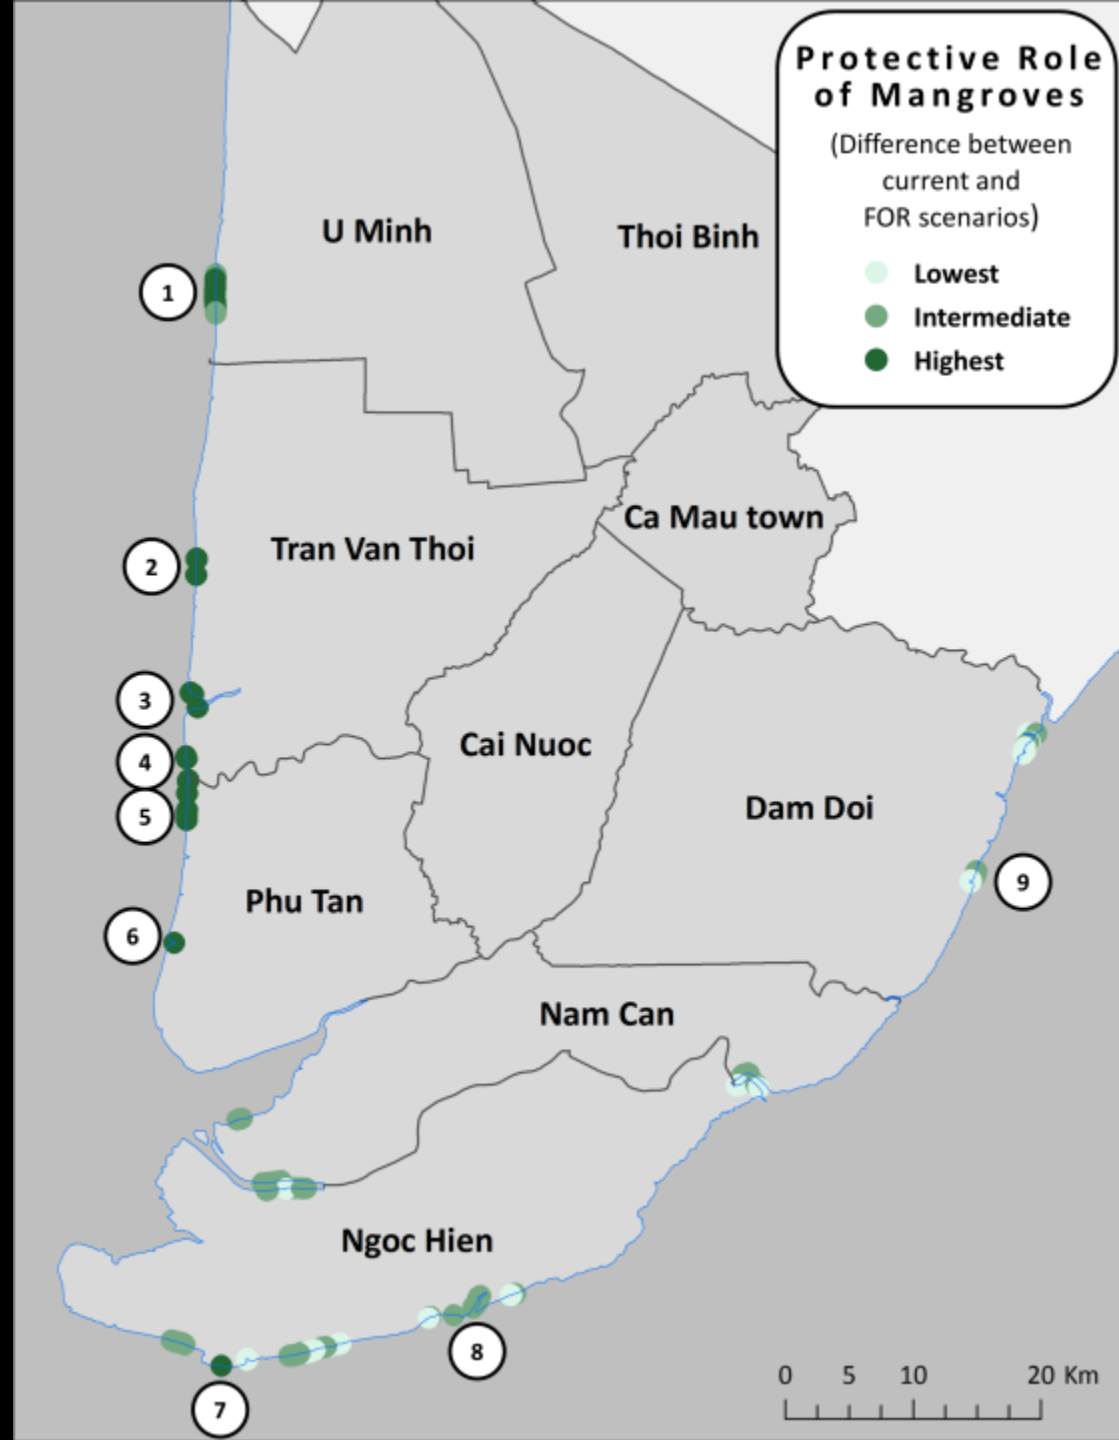 Protective Role
of Mangroves
(Difference between
current and
FOR scenarios)
Lowest
Intermediate
Highest
U Minh
Thoi Binh
1
Ca Mau town
Tran Van Thoi
2
3
4
Cai Nuoc
5
Dam Doi
Phu Tan
9
6
Nam Can
Ngoc Hien
8
7
0 5 10 20 Km